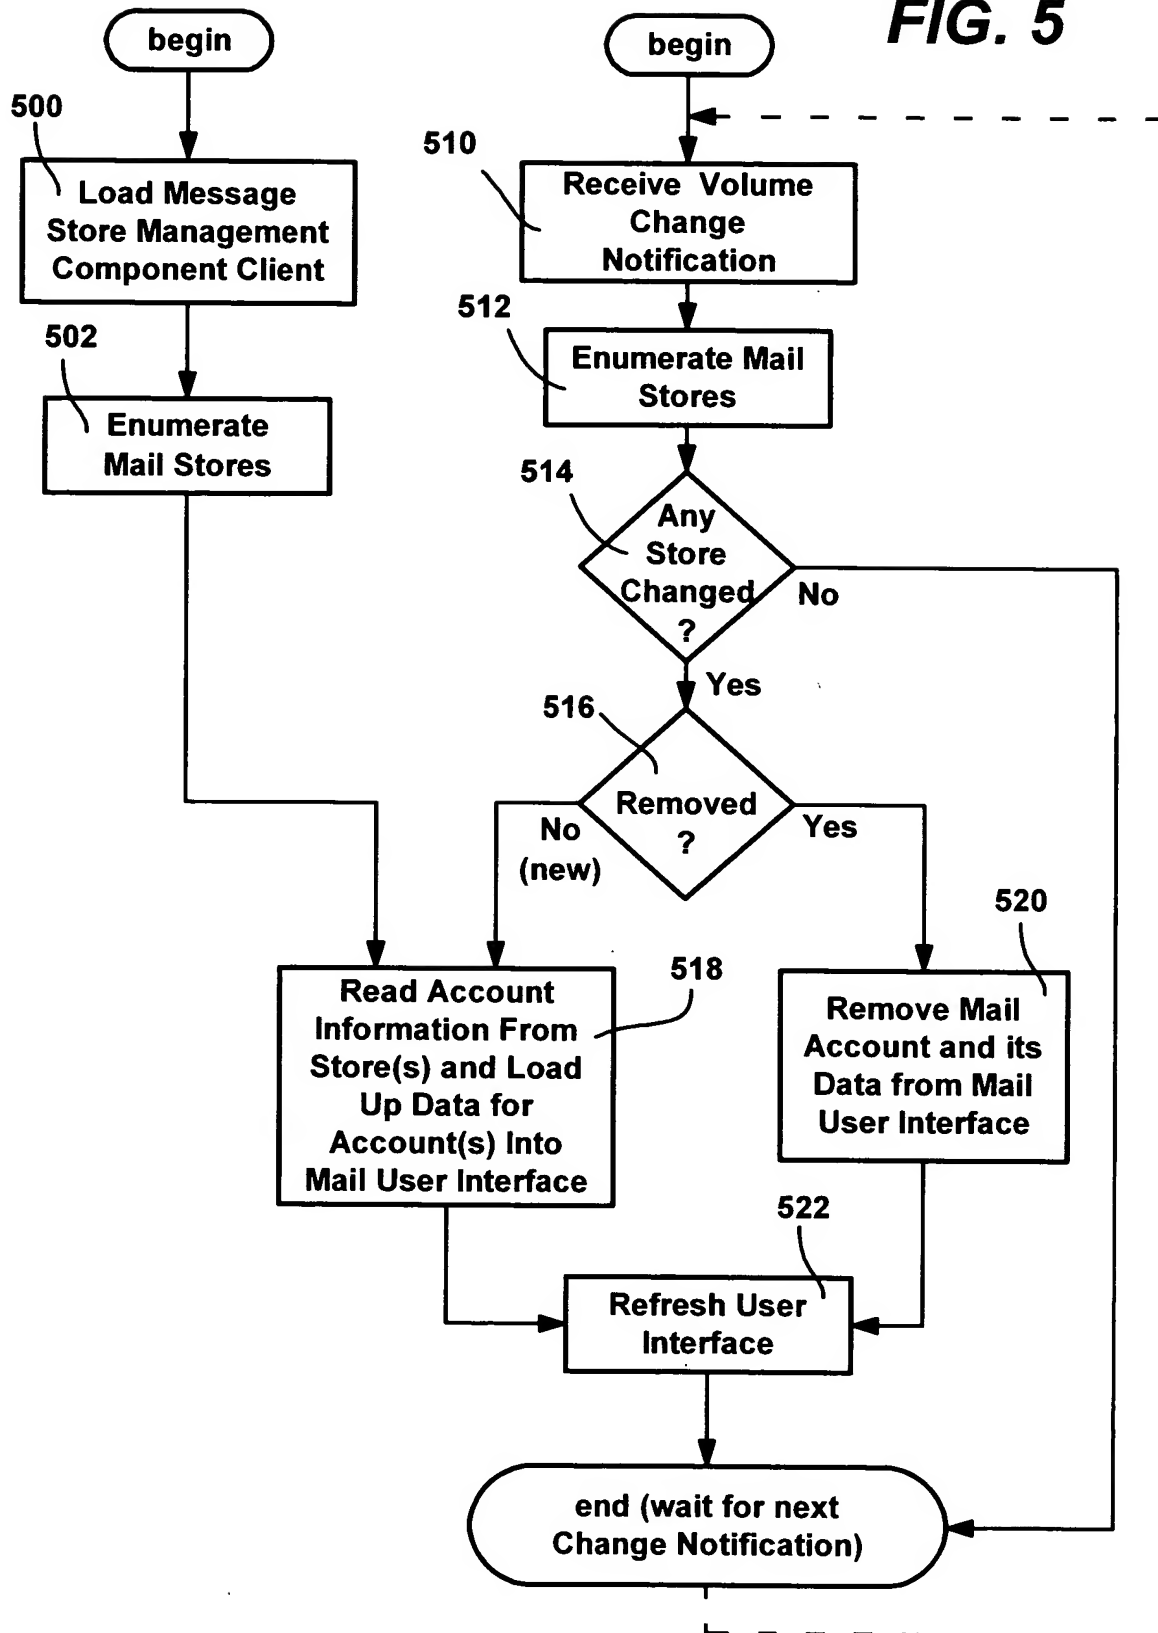 FIG. 5
begin
500
Load Message
Store Management
Component Client
502
Enumerate
Mail Stores
begin
510
Receive Volume
Change
Notification
512
Enumerate Mail
Stores
514
Any
Store
Changed
?
No
Yes
516
Removed
?
No
(new)
Yes
518
Read Account
Information From
Store(s) and Load
Up Data for
Account(s) Into
Mail User Interface
520
Remove Mail
Account and its
Data from Mail
User Interface
522
Refresh User
Interface
end (wait for next
Change Notification)